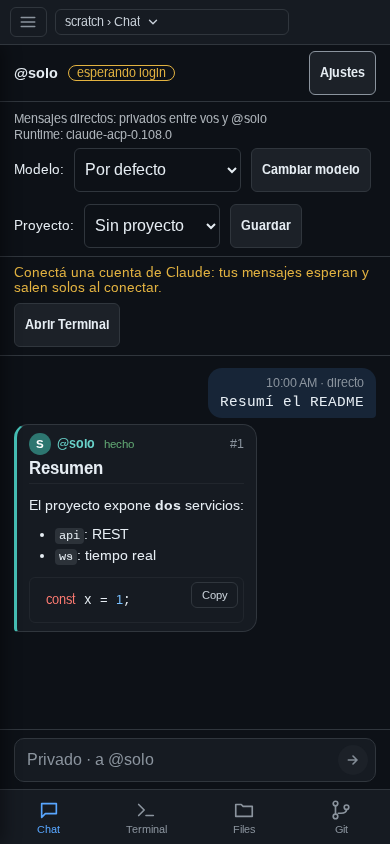 scratch › Chat
@solo esperando login Ajustes
Mensajes directos: privados entre vos y @solo
Runtime: claude-acp-0.108.0
Modelo: Por defecto Cambiar modelo
Proyecto: Sin proyecto Guardar
Conectá una cuenta de Claude: tus mensajes esperan y
salen solos al conectar.
Abrir Terminal
10:00 AM · directo
Resumí el README
S @solo hecho #1
Resumen
El proyecto expone dos servicios:
• api: REST
• ws: tiempo real
const x = 1; Copy
Privado · a @solo
Chat Terminal Files Git